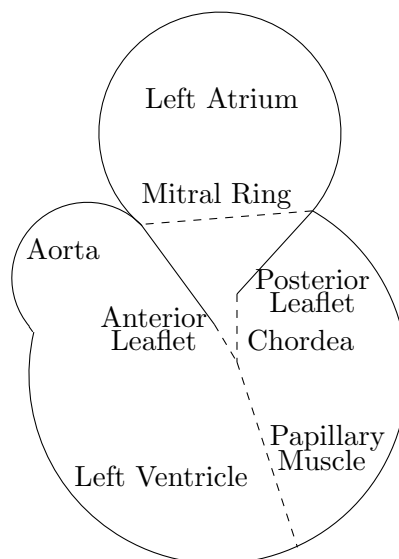 Left Atrium
Mitral Ring
Aorta
Posterior
Leaflet
Anterior
Leaflet
Chordea
Papillary
Muscle
Left Ventricle